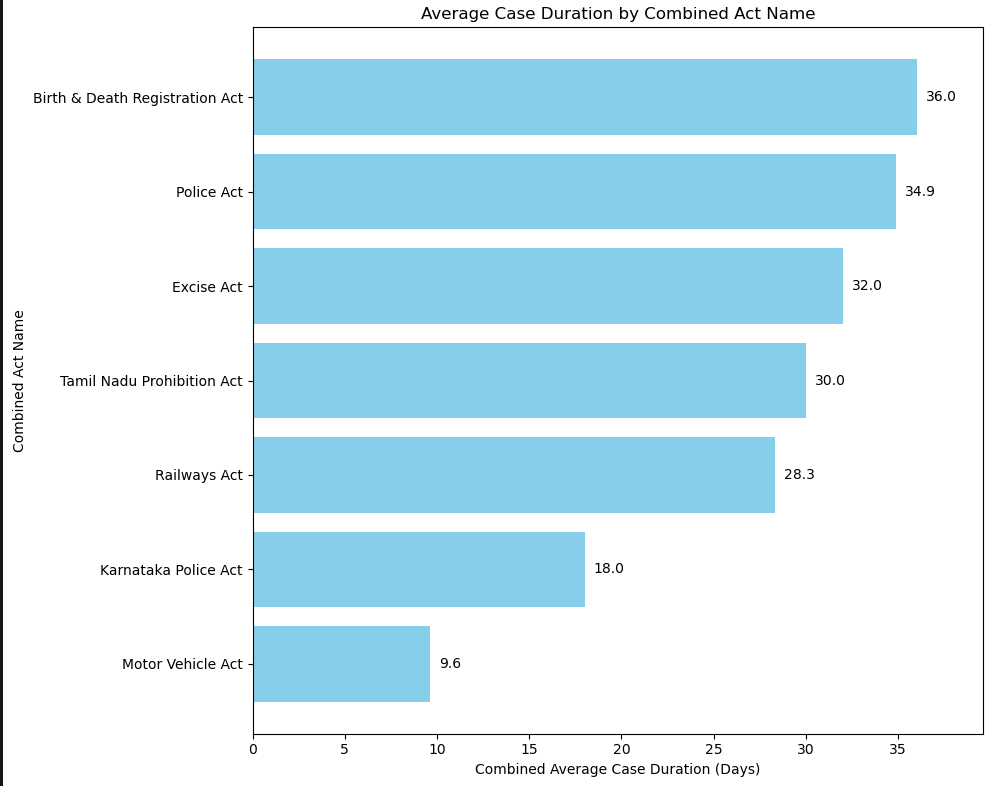 Average Case Duration by Combined Act Name
Combined Act Name
Birth & Death Registration Act
36.0
Police Act
34.9
Excise Act
32.0
Tamil Nadu Prohibition Act
30.0
Railways Act
28.3
Karnataka Police Act
18.0
Motor Vehicle Act
9.6
0 5 10 15 20 25 30 35
Combined Average Case Duration (Days)